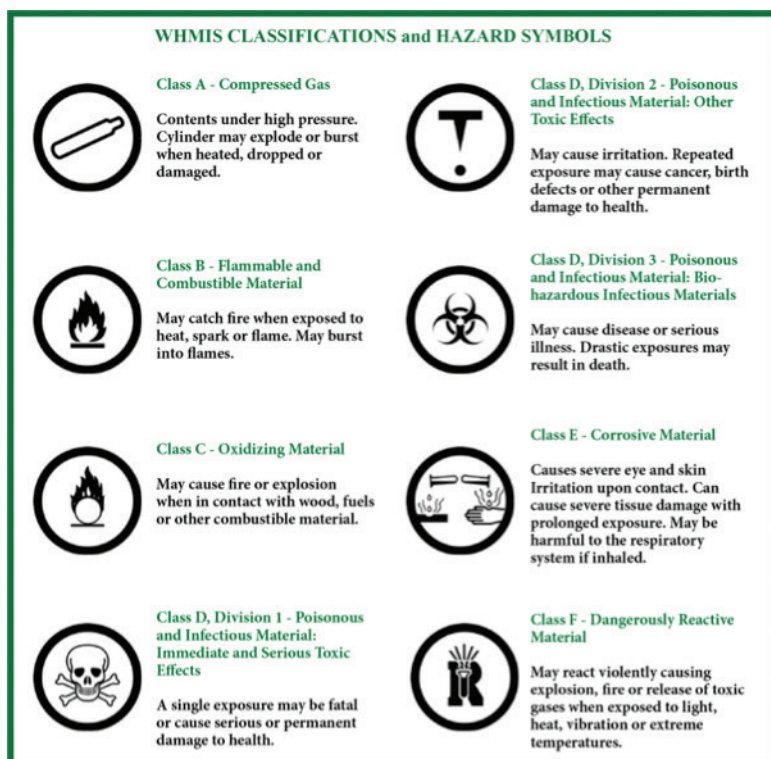 WHMIS CLASSIFICATIONS and HAZARD SYMBOLS
Class A - Compressed Gas
Contents under high pressure.
Cylinder may explode or burst
when heated, dropped or
damaged.
Class B - Flammable and
Combustible Material
May catch fire when exposed to
heat, spark or flame. May burst
into flames.
Class C - Oxidizing Material
May cause fire or explosion
when in contact with wood, fuels
or other combustible material.
Class D, Division 1 - Poisonous
and Infectious Material:
Immediate and Serious Toxic
Effects
A single exposure may be fatal
or cause serious or permanent
damage to health.
Class D, Division 2 - Poisonous
and Infectious Material: Other
Toxic Effects
May cause irritation. Repeated
exposure may cause cancer, birth
defects or other permanent
damage to health.
Class D, Division 3 - Poisonous
and Infectious Material: Bio-
hazardous Infectious Materials
May cause disease or serious
illness. Drastic exposures may
result in death.
Class E - Corrosive Material
Causes severe eye and skin
Irritation upon contact. Can
cause severe tissue damage with
prolonged exposure. May be
harmful to the respiratory
system if inhaled.
Class F - Dangerously Reactive
Material
R
May react violently causing
explosion, fire or release of toxic
gases when exposed to light,
heat, vibration or extreme
temperatures.